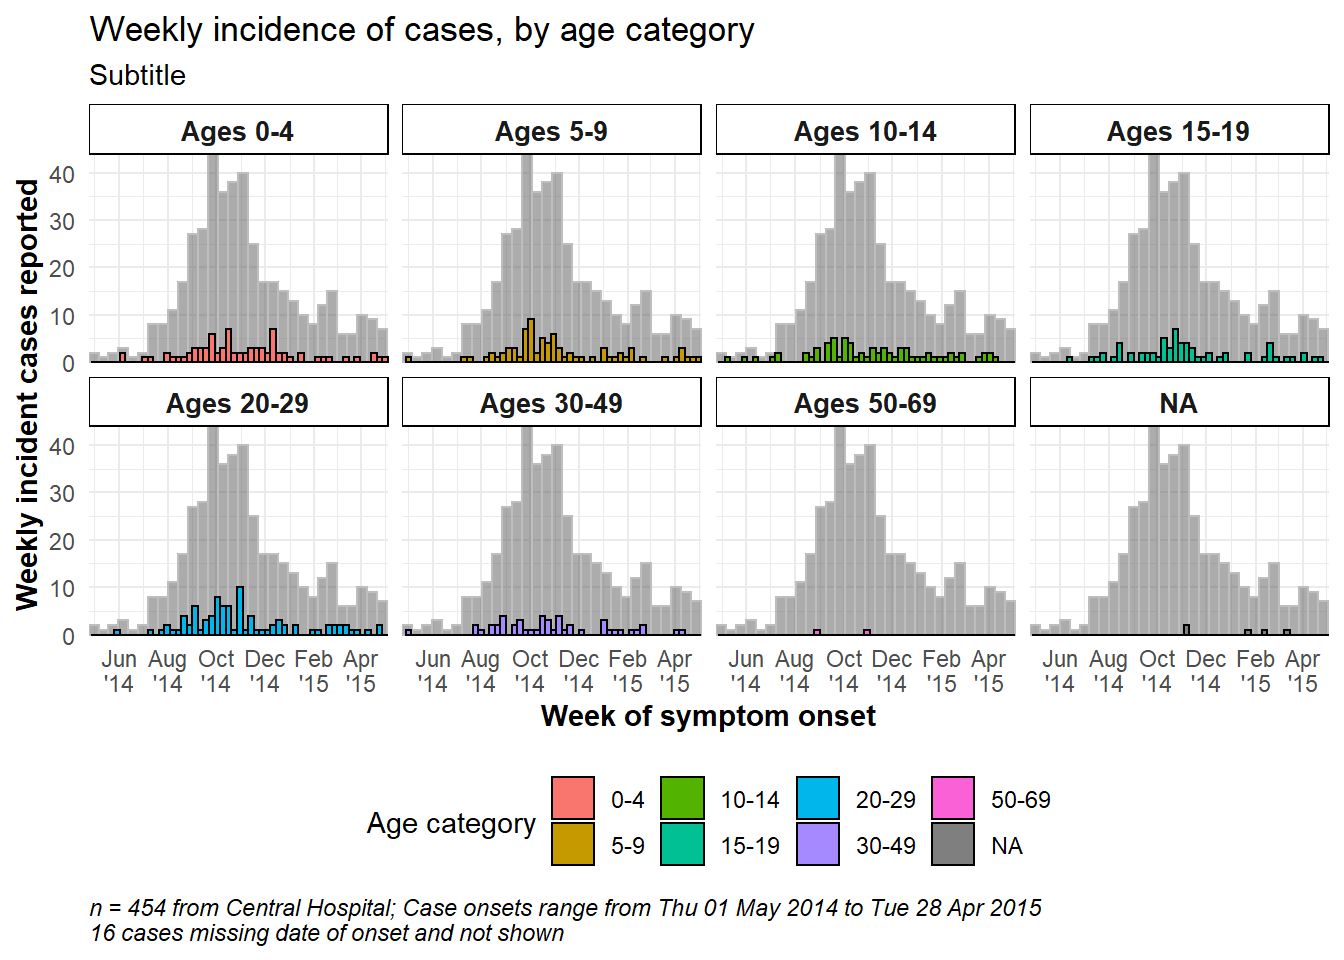 Weekly incidence of cases, by age category
Subtitle
Ages 0-4 Ages 5-9 Ages 10-14 Ages 15-19
Weekly incident cases reported
40
30
20
10
0
Ages 20-29 Ages 30-49 Ages 50-69 NA
40
30
20
10
0
Jun Aug Oct Dec Feb Apr Jun Aug Oct Dec Feb Apr Jun Aug Oct Dec Feb Apr Jun Aug Oct Dec Feb Apr
'14 '14 '14 '14 '15 '15 '14 '14 '14 '14 '15 '15 '14 '14 '14 '14 '15 '15 '14 '14 '14 '14 '15 '15
Week of symptom onset
Age category
0-4 10-14 20-29 50-69
5-9 15-19 30-49 NA
n = 454 from Central Hospital; Case onsets range from Thu 01 May 2014 to Tue 28 Apr 2015
16 cases missing date of onset and not shown